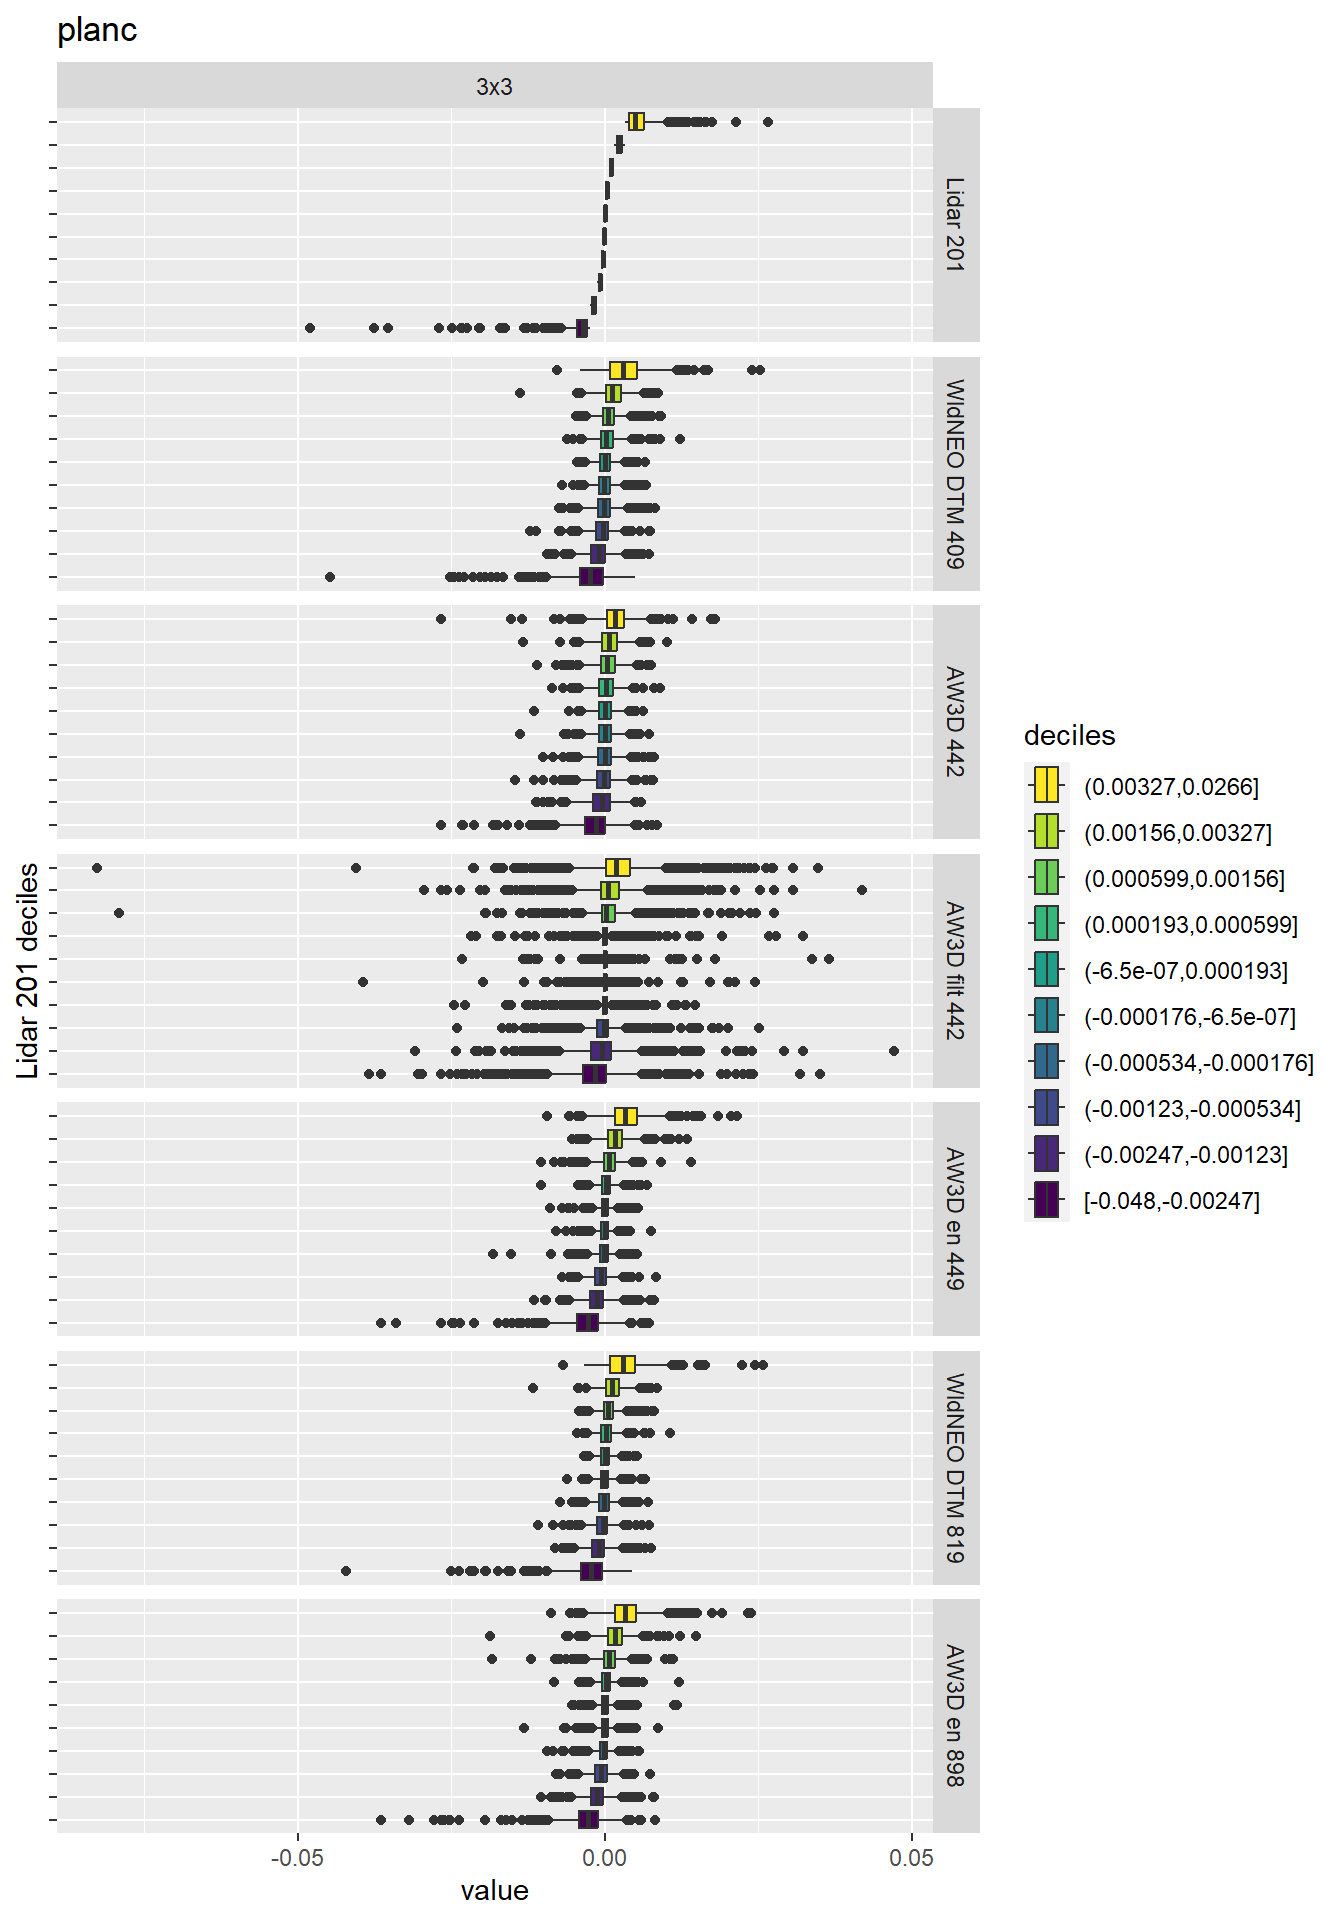 planc
3x3
Lidar 201
WldNEO DTM 409
AW3D 442
AW3D filt 442
AW3D en 449
WldNEO DTM 819
AW3D en 898
Lidar 201 deciles
-0.05
0.00
0.05
value
deciles
(0.00327,0.0266]
(0.00156,0.00327]
(0.000599,0.00156]
(0.000193,0.000599]
(-6.5e-07,0.000193]
(-0.000176,-6.5e-07]
(-0.000534,-0.000176]
(-0.00123,-0.000534]
(-0.00247,-0.00123]
[-0.048,-0.00247]